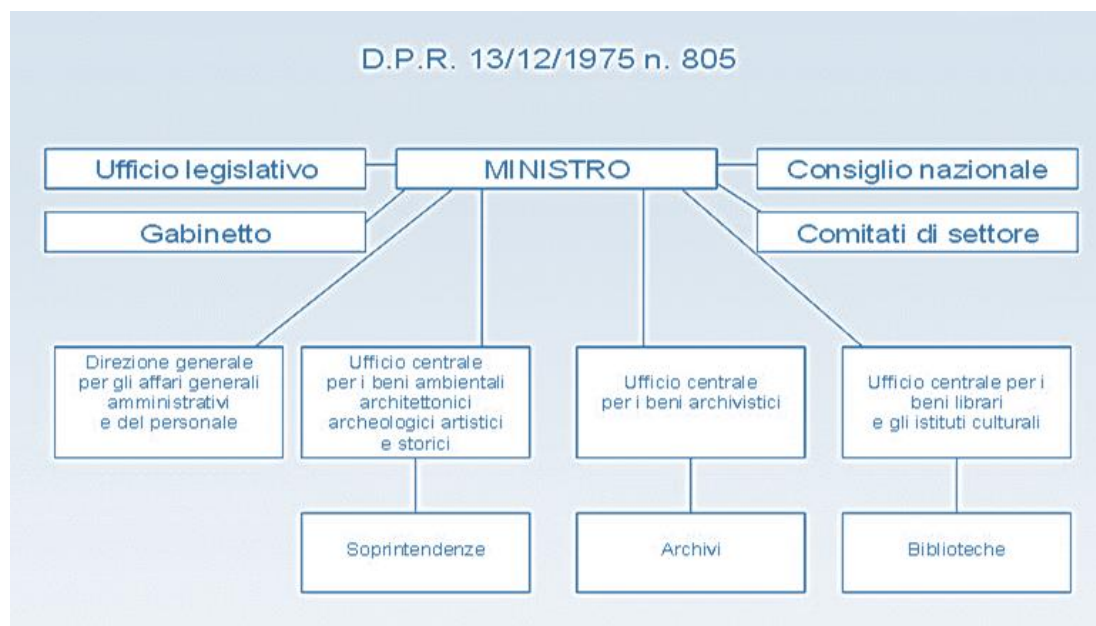 D.P.R. 13/12/1975 n. 805
Ufficio legislativo
MINISTRO
Consiglio nazionale
Gabinetto
Comitati di settore
Direzione generale
per gli affari generali
amministrativi
e del personale
Ufficio centrale
per i beni ambientali
architettonici
archeologici artistici
e storici
Ufficio centrale
per i beni archivistici
Ufficio centrale per i
beni librari
e gli istituti culturali
Soprintendenze
Archivi
Biblioteche